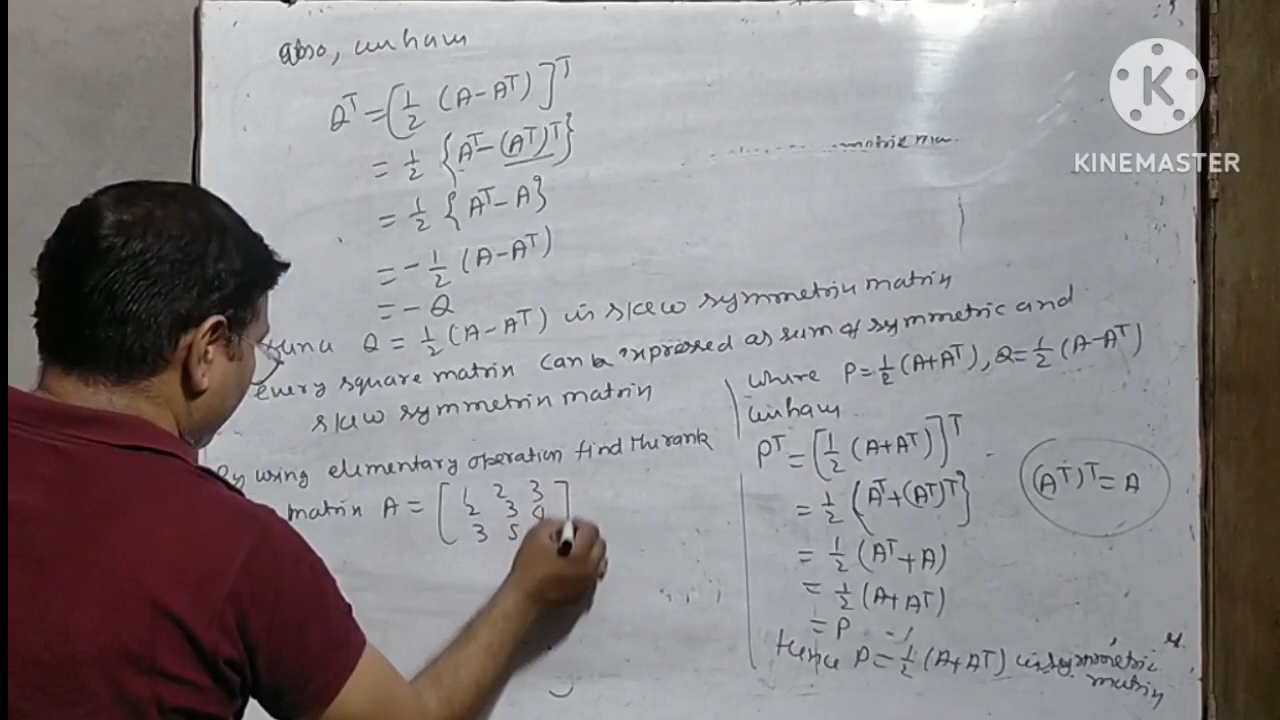 also, we have
Q^T = [1/2 (A-A^T)]^T
= 1/2 {A^T-(A^T)^T}
= 1/2 {A^T-A}
= -1/2 (A-A^T)
= -Q
Q = 1/2 (A-A^T) is skew symmetric matrix
every square matrix can be expressed as sum of symmetric and
skew symmetric matrix
where P=1/2 (A+A^T), Q=1/2 (A-A^T)
we have
P^T = [1/2 (A+A^T)]^T
= 1/2 {A^T+(A^T)^T}
= 1/2 (A^T+A)
= 1/2 (A+A^T)
= P
Hence P=1/2 (A+A^T) is symmetric
matrix
(A^T)^T=A
By using elementary operation find the rank
matrix A = [1 2 3
2 3 4
3 5
KINEMASTER
K